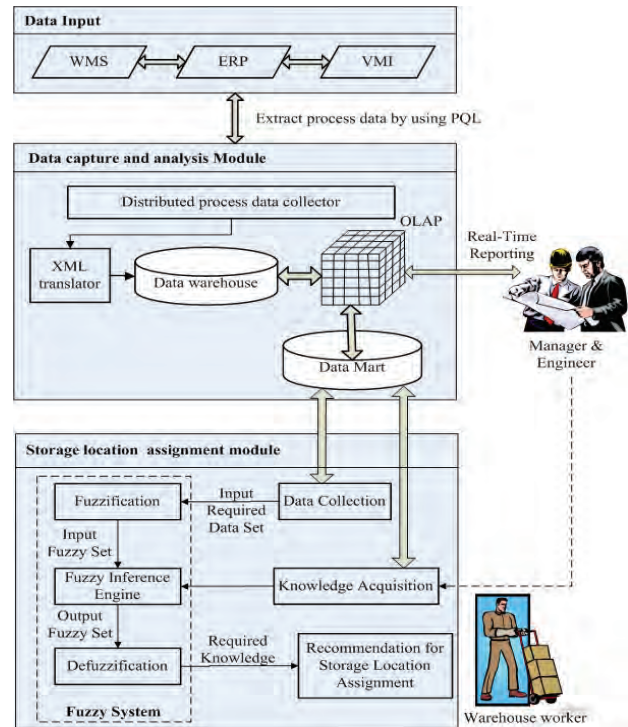 Data Input
WMS
ERP
VMI
Extract process data by using PQL
Data capture and analysis Module
Distributed process data collector
OLAP
XML
translator
Data warehouse
Real-Time
Reporting
Data Mart
Manager &
Engineer
Storage location assignment module
Fuzzification
Input
Required
Data Set
Data Collection
Input
Fuzzy Set
Fuzzy Inference
Engine
Knowledge Acquisition
Output
Fuzzy Set
Defuzzification
Required
Knowledge
Recommendation for
Storage Location
Assignment
Fuzzy System
Warehouse worker